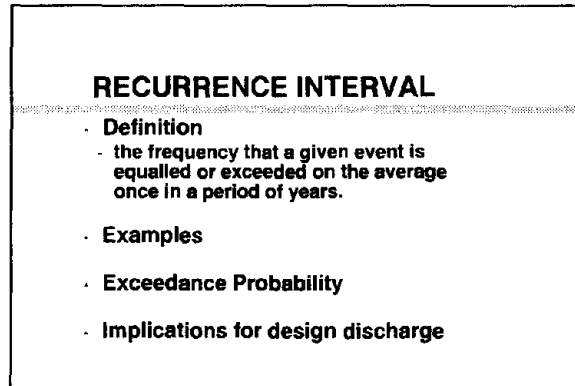 RECURRENCE INTERVAL
- Definition
- the frequency that a given event is
equalled or exceeded on the average
once in a period of years.
- Examples
- Exceedance Probability
- Implications for design discharge